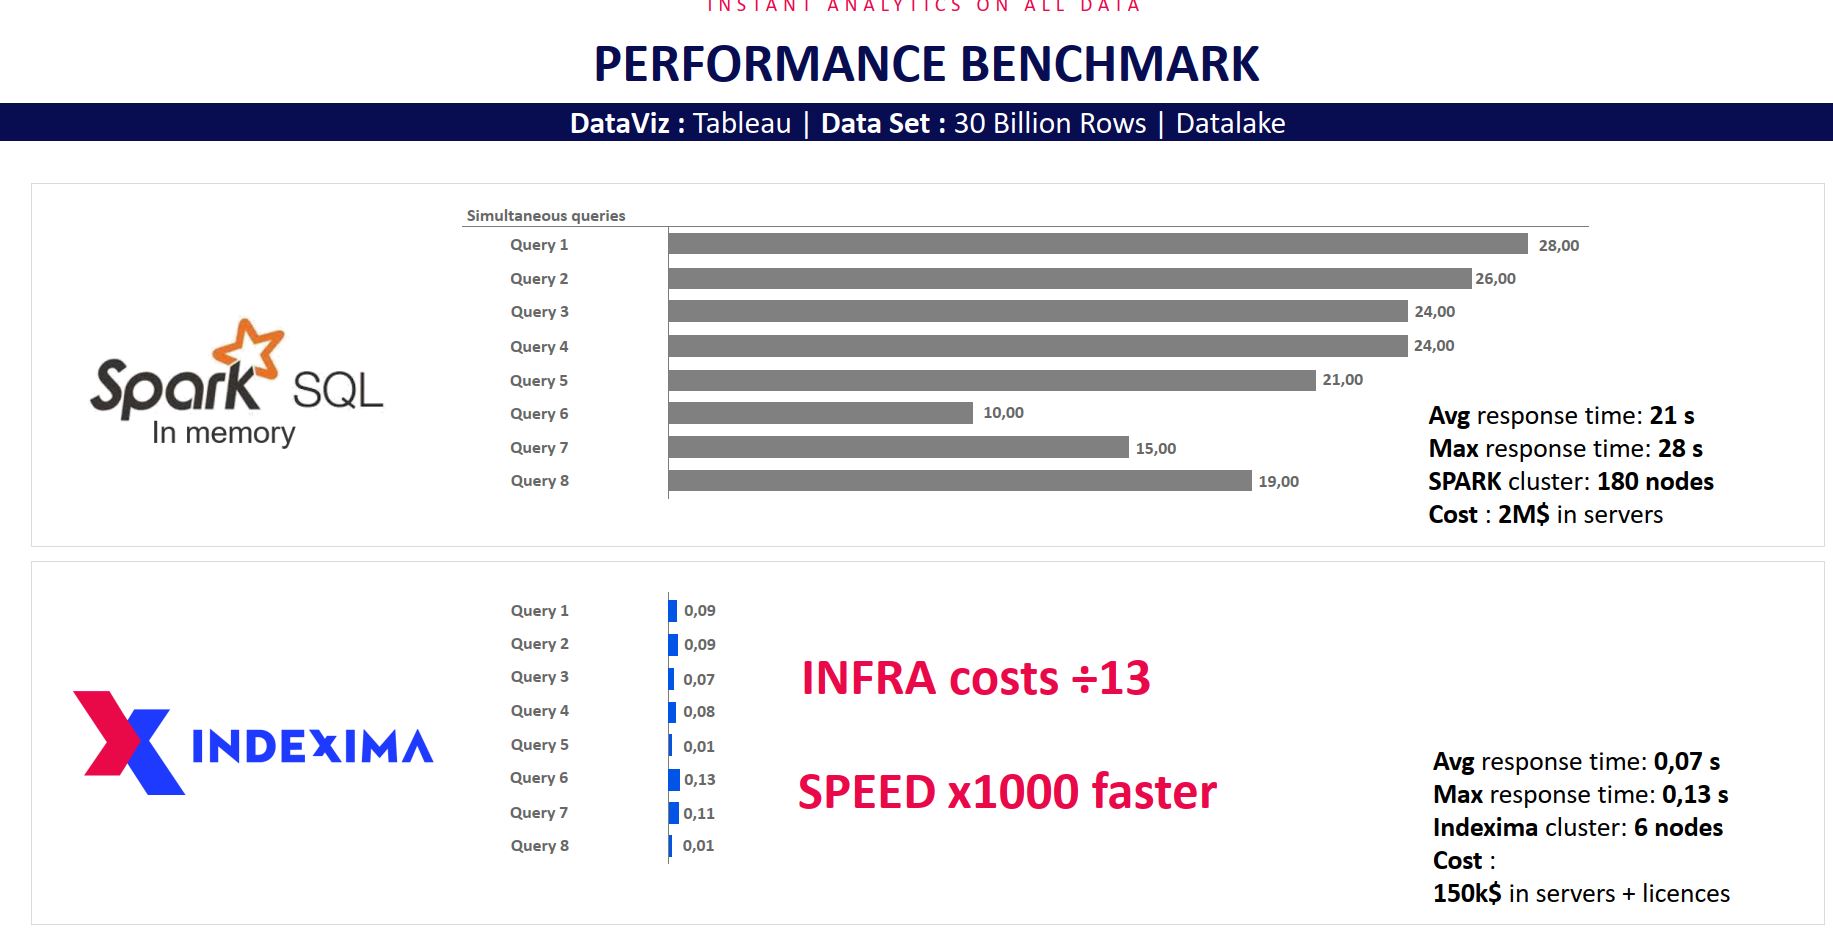 INSTANT ANALYTICS ON ALL DATA
PERFORMANCE BENCHMARK
DataViz : Tableau | Data Set : 30 Billion Rows | Datalake
Simultaneous queries
Query 1 28,00
Query 2 26,00
Query 3 24,00
Query 4 24,00
Query 5 21,00
Query 6 10,00
Query 7 15,00
Query 8 19,00
Spark SQL
In memory
Avg response time: 21 s
Max response time: 28 s
SPARK cluster: 180 nodes
Cost : 2M$ in servers
Query 1 0,09
Query 2 0,09
Query 3 0,07
Query 4 0,08
Query 5 0,01
Query 6 0,13
Query 7 0,11
Query 8 0,01
INDEXIMA
INFRA costs ÷13
SPEED x1000 faster
Avg response time: 0,07 s
Max response time: 0,13 s
Indexima cluster: 6 nodes
Cost :
150k$ in servers + licences